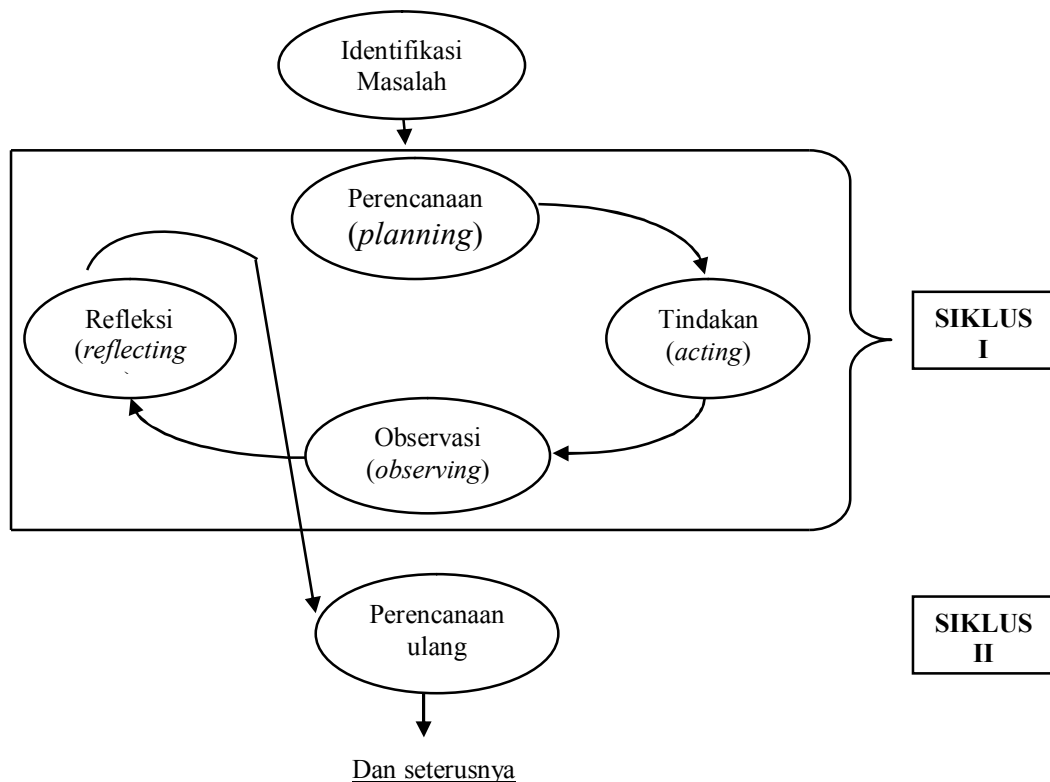 Identifikasi
Masalah
Perencanaan
(planning)
Refleksi
(reflecting
Tindakan
(acting)
SIKLUS
I
Observasi
(observing)
Perencanaan
ulang
SIKLUS
II
Dan seterusnya